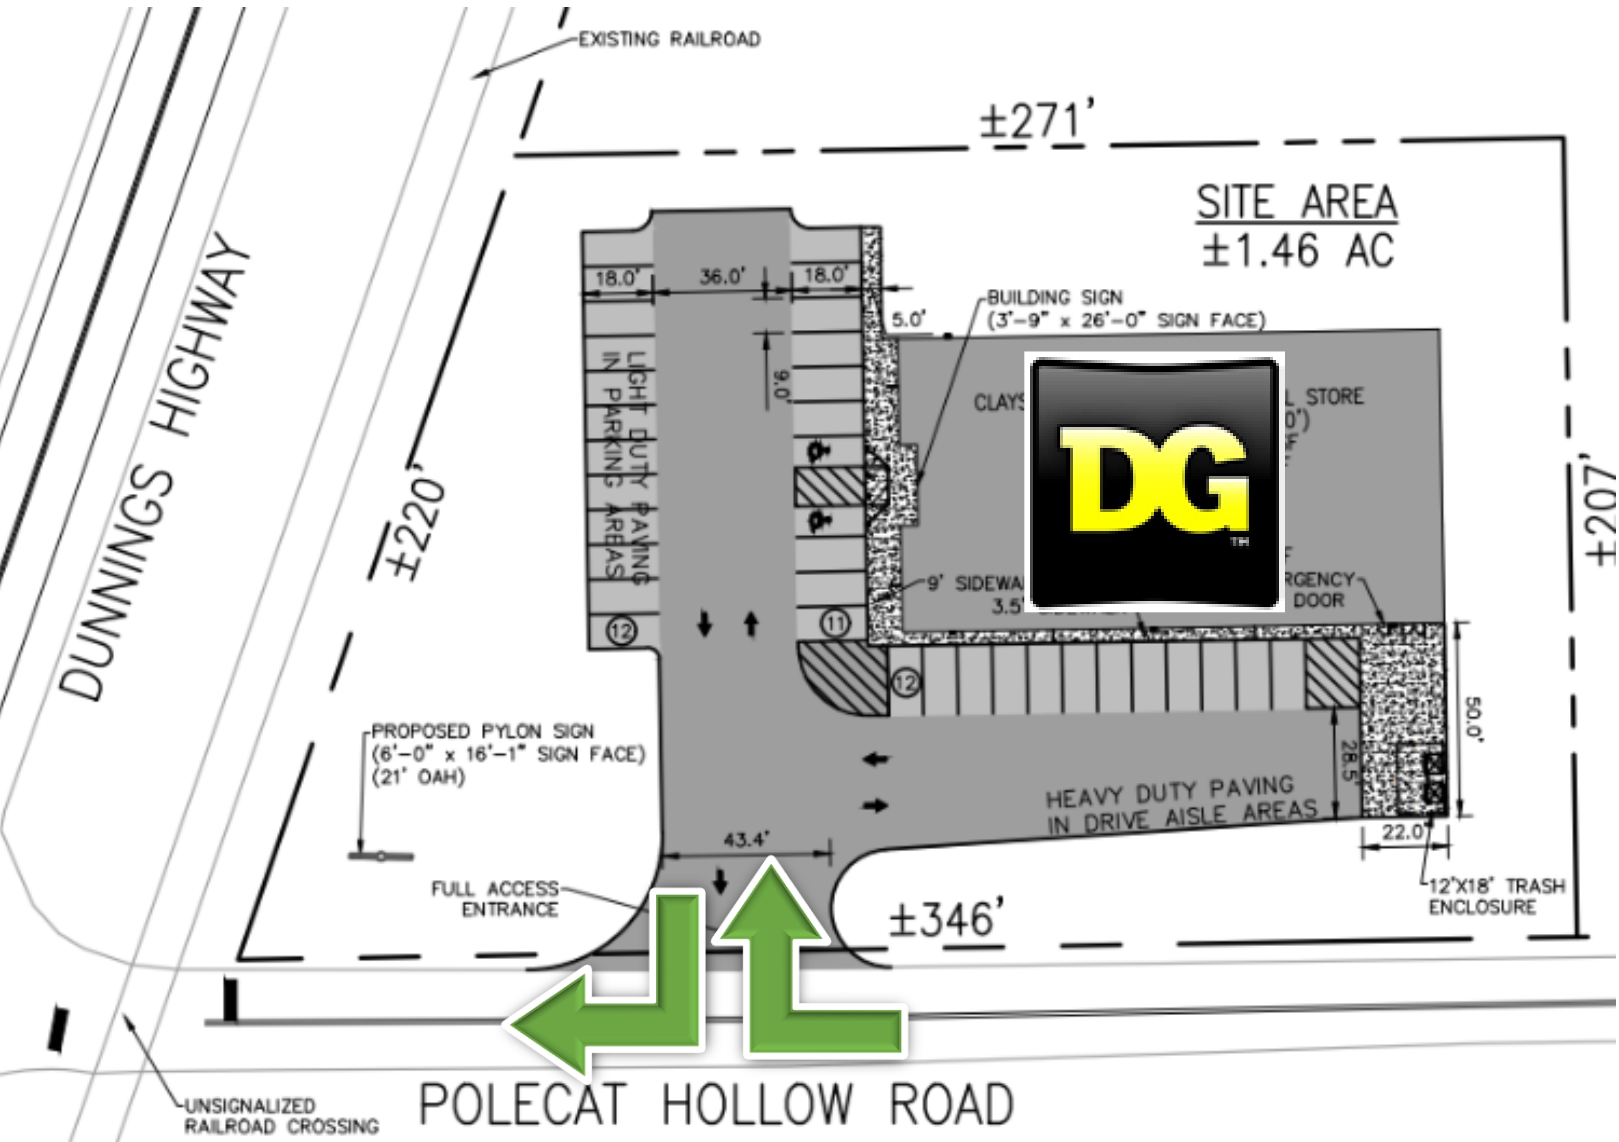 EXISTING RAILROAD
±271'
SITE AREA
±1.46 AC
18.0'
36.0'
18.0'
5.0'
BUILDING SIGN
(3'-9" x 26'-0" SIGN FACE)
9.0'
LIGHT DUTY PAVING
IN PARKING AREAS
STORE
DG
TM
DUNNINGS HIGHWAY
±220'
±207'
9' SIDEWA
3.5'
RGENCY
DOOR
12
11
12
PROPOSED PYLON SIGN
(6'-0" x 16'-1" SIGN FACE)
(21' OAH)
50.0'
28.5'
HEAVY DUTY PAVING
IN DRIVE AISLE AREAS
43.4'
22.0'
FULL ACCESS
ENTRANCE
±346'
12'X18' TRASH
ENCLOSURE
UNSIGNALIZED
RAILROAD CROSSING
POLECAT HOLLOW ROAD